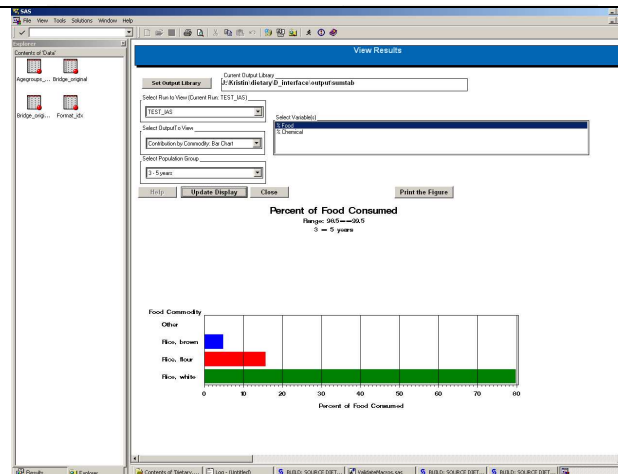 SAS
File View Tools Solutions Window Help
Explorer
Contents of 'Data'
Agegroups_... Bridge_original
Bridge_origi... Format_idx
View Results
Current Output Library
Set Output Library J:\Kristin\dietary\D_interface\output\sumtab
Select Run to View (Current Run: TEST_IAS)
TEST_IAS
Select Variable(s)
% Food
% Chemical
Select Output To View
Contribution by Commodity: Bar Chart
Select Population Group
3 - 5 years
Help Update Display Close Print the Figure
Percent of Food Consumed
Range: 98.5--99.5
3 - 5 years
Food Commodity
Other
Rice, brown
Rice, flour
Rice, white
0 10 20 30 40 50 60 70 80
Percent of Food Consumed
Results Explorer Contents of 'Dietary.... Log - (Untitled) BUILD: SOURCE DIET... ValidateMacros.sas BUILD: SOURCE DIET... BUILD: SOURCE DIET...